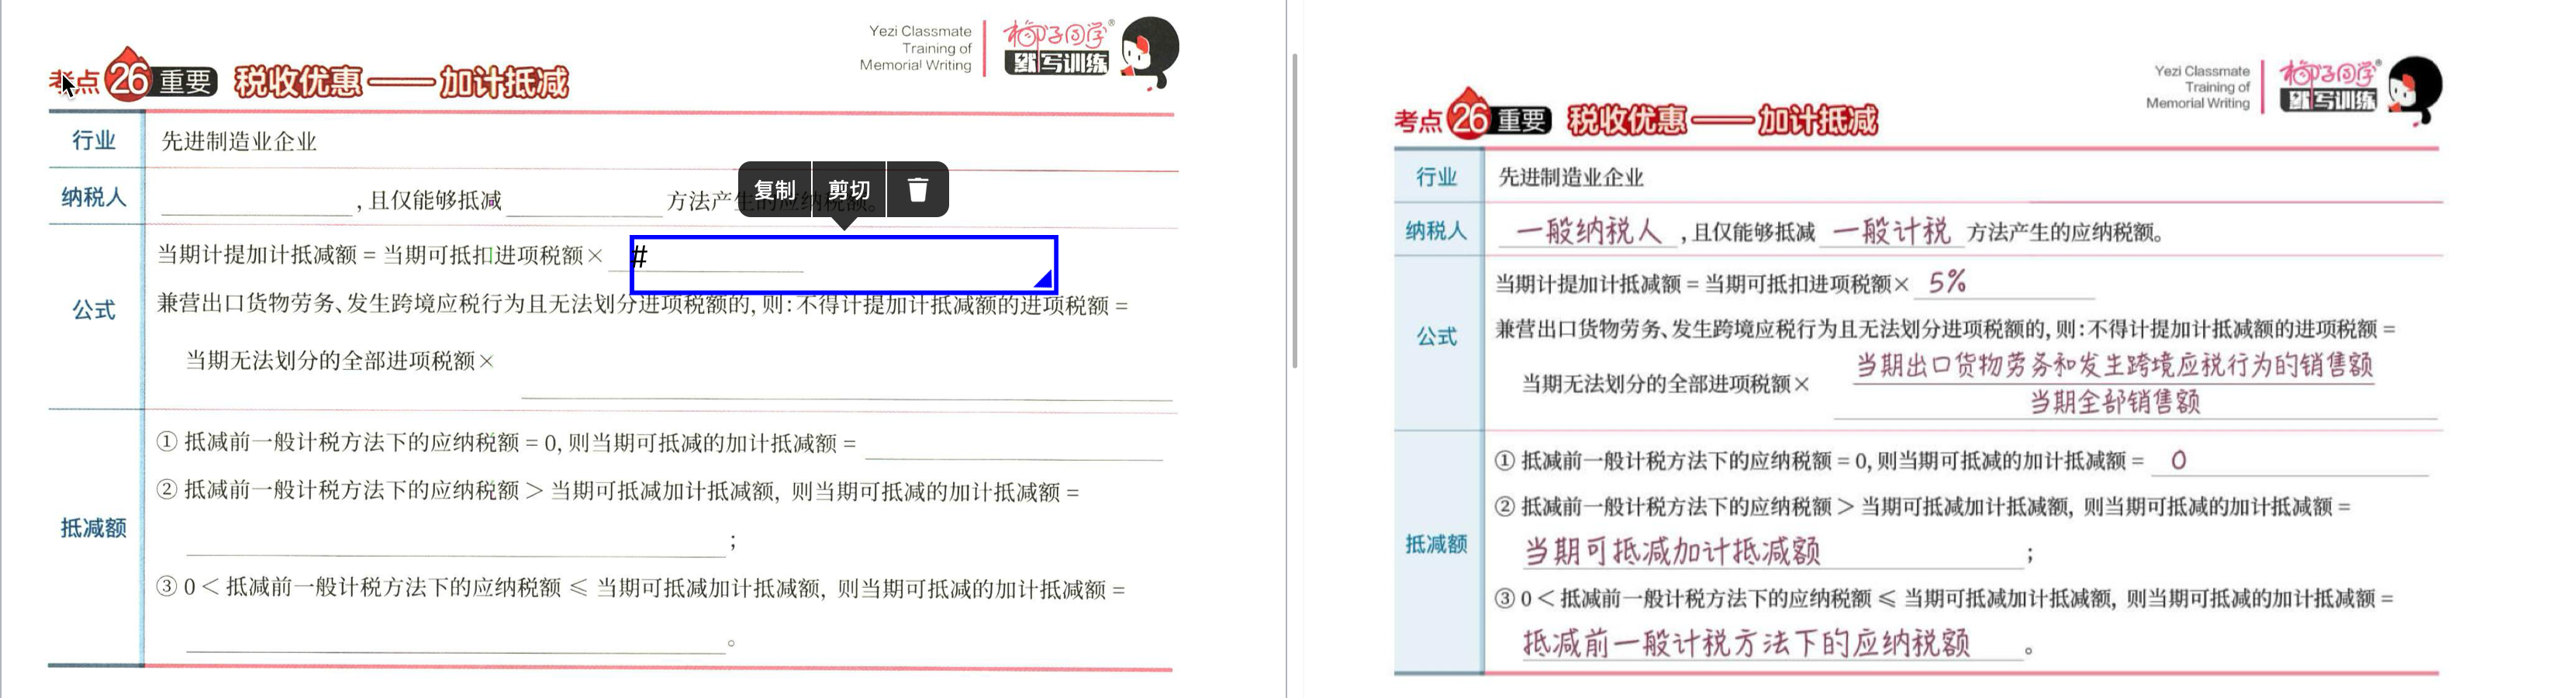 Yezi Classmate
Training of
Memorial Writing
椰子同学®
默写训练
考点 26 重要 税收优惠——加计抵减
行业 先进制造业企业
复制 剪切
纳税人 ,且仅能够抵减 方法产生的应纳税额。
当期计提加计抵减额 = 当期可抵扣进项税额× #
公式 兼营出口货物劳务、发生跨境应税行为且无法划分进项税额的, 则: 不得计提加计抵减额的进项税额 =
当期无法划分的全部进项税额×
① 抵减前一般计税方法下的应纳税额 = 0, 则当期可抵减的加计抵减额 =
② 抵减前一般计税方法下的应纳税额 > 当期可抵减加计抵减额, 则当期可抵减的加计抵减额 =
抵减额 ;
③ 0 < 抵减前一般计税方法下的应纳税额 ≤ 当期可抵减加计抵减额, 则当期可抵减的加计抵减额 =
。
Yezi Classmate
Training of
Memorial Writing
椰子同学®
默写训练
考点 26 重要 税收优惠——加计抵减
行业 先进制造业企业
纳税人 一般纳税人 ,且仅能够抵减 一般计税 方法产生的应纳税额。
当期计提加计抵减额 = 当期可抵扣进项税额× 5%
公式 兼营出口货物劳务、发生跨境应税行为且无法划分进项税额的, 则: 不得计提加计抵减额的进项税额 =
当期出口货物劳务和发生跨境应税行为的销售额
当期无法划分的全部进项税额×
当期全部销售额
① 抵减前一般计税方法下的应纳税额 = 0, 则当期可抵减的加计抵减额 = 0
② 抵减前一般计税方法下的应纳税额 > 当期可抵减加计抵减额, 则当期可抵减的加计抵减额 =
抵减额 当期可抵减加计抵减额 ;
③ 0 < 抵减前一般计税方法下的应纳税额 ≤ 当期可抵减加计抵减额, 则当期可抵减的加计抵减额 =
抵减前一般计税方法下的应纳税额 。